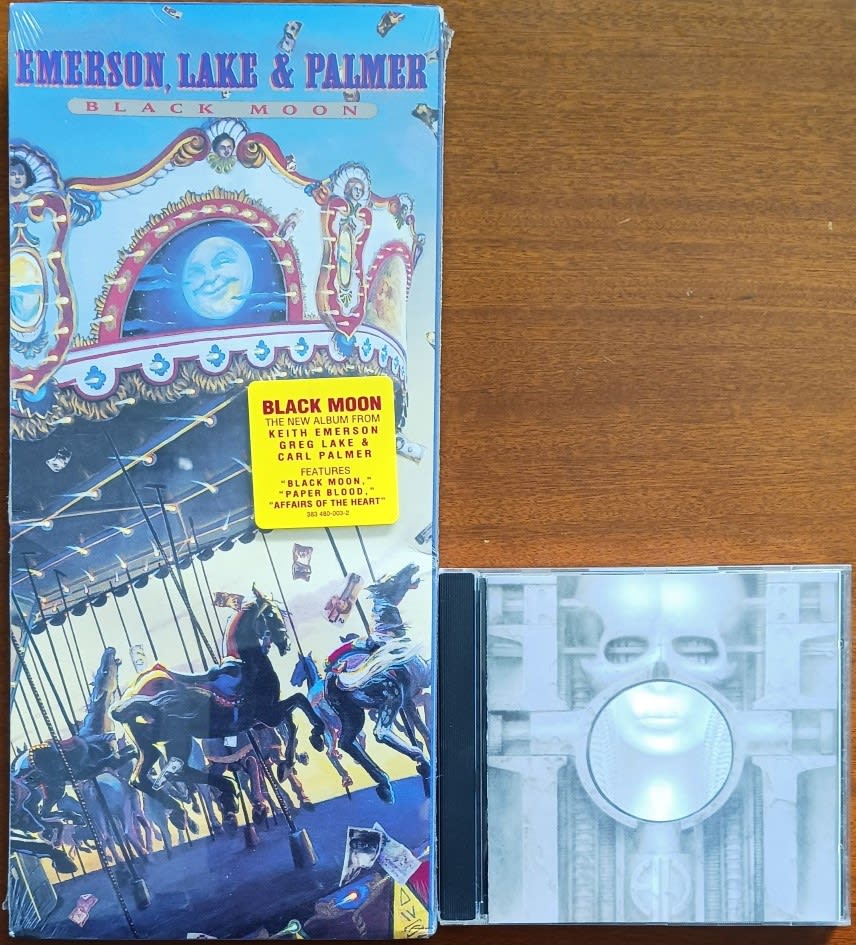 EMERSON, LAKE & PALMER
BLACK MOON
BLACK MOON
THE NEW ALBUM FROM
KEITH EMERSON
GREG LAKE &
CARL PALMER
FEATURES
"BLACK MOON,"
"PAPER BLOOD,"
"AFFAIRS OF THE HEART"
383 480-003-2